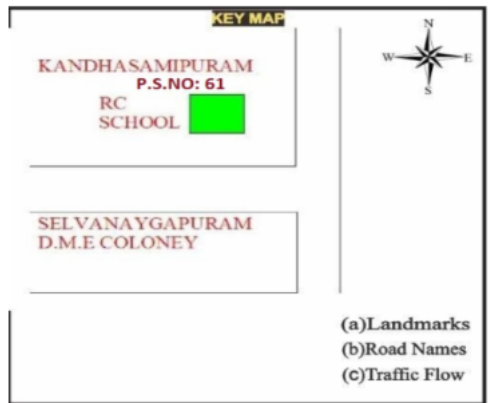 KEY MAP
N
W
E
S
KANDHASAMIPURAM
P.S.NO: 61
RC
SCHOOL
SELVANAYGAPURAM
D.M.E COLONEY
(a)Landmarks
(b)Road Names
(c)Traffic Flow